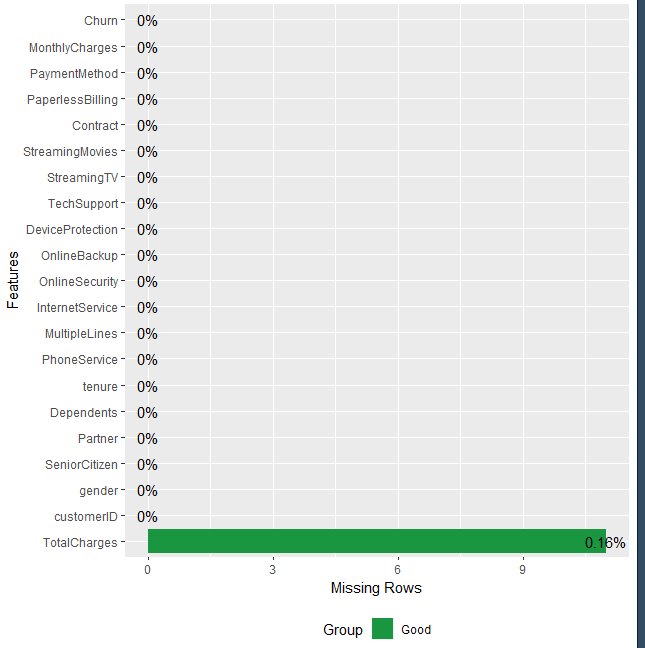 Churn 0%
MonthlyCharges 0%
PaymentMethod 0%
PaperlessBilling 0%
Contract 0%
StreamingMovies 0%
StreamingTV 0%
TechSupport 0%
DeviceProtection 0%
OnlineBackup 0%
OnlineSecurity 0%
InternetService 0%
MultipleLines 0%
PhoneService 0%
tenure 0%
Dependents 0%
Partner 0%
SeniorCitizen 0%
gender 0%
customerID 0%
TotalCharges 0.16%
Features
0 3 6 9
Missing Rows
Group Good